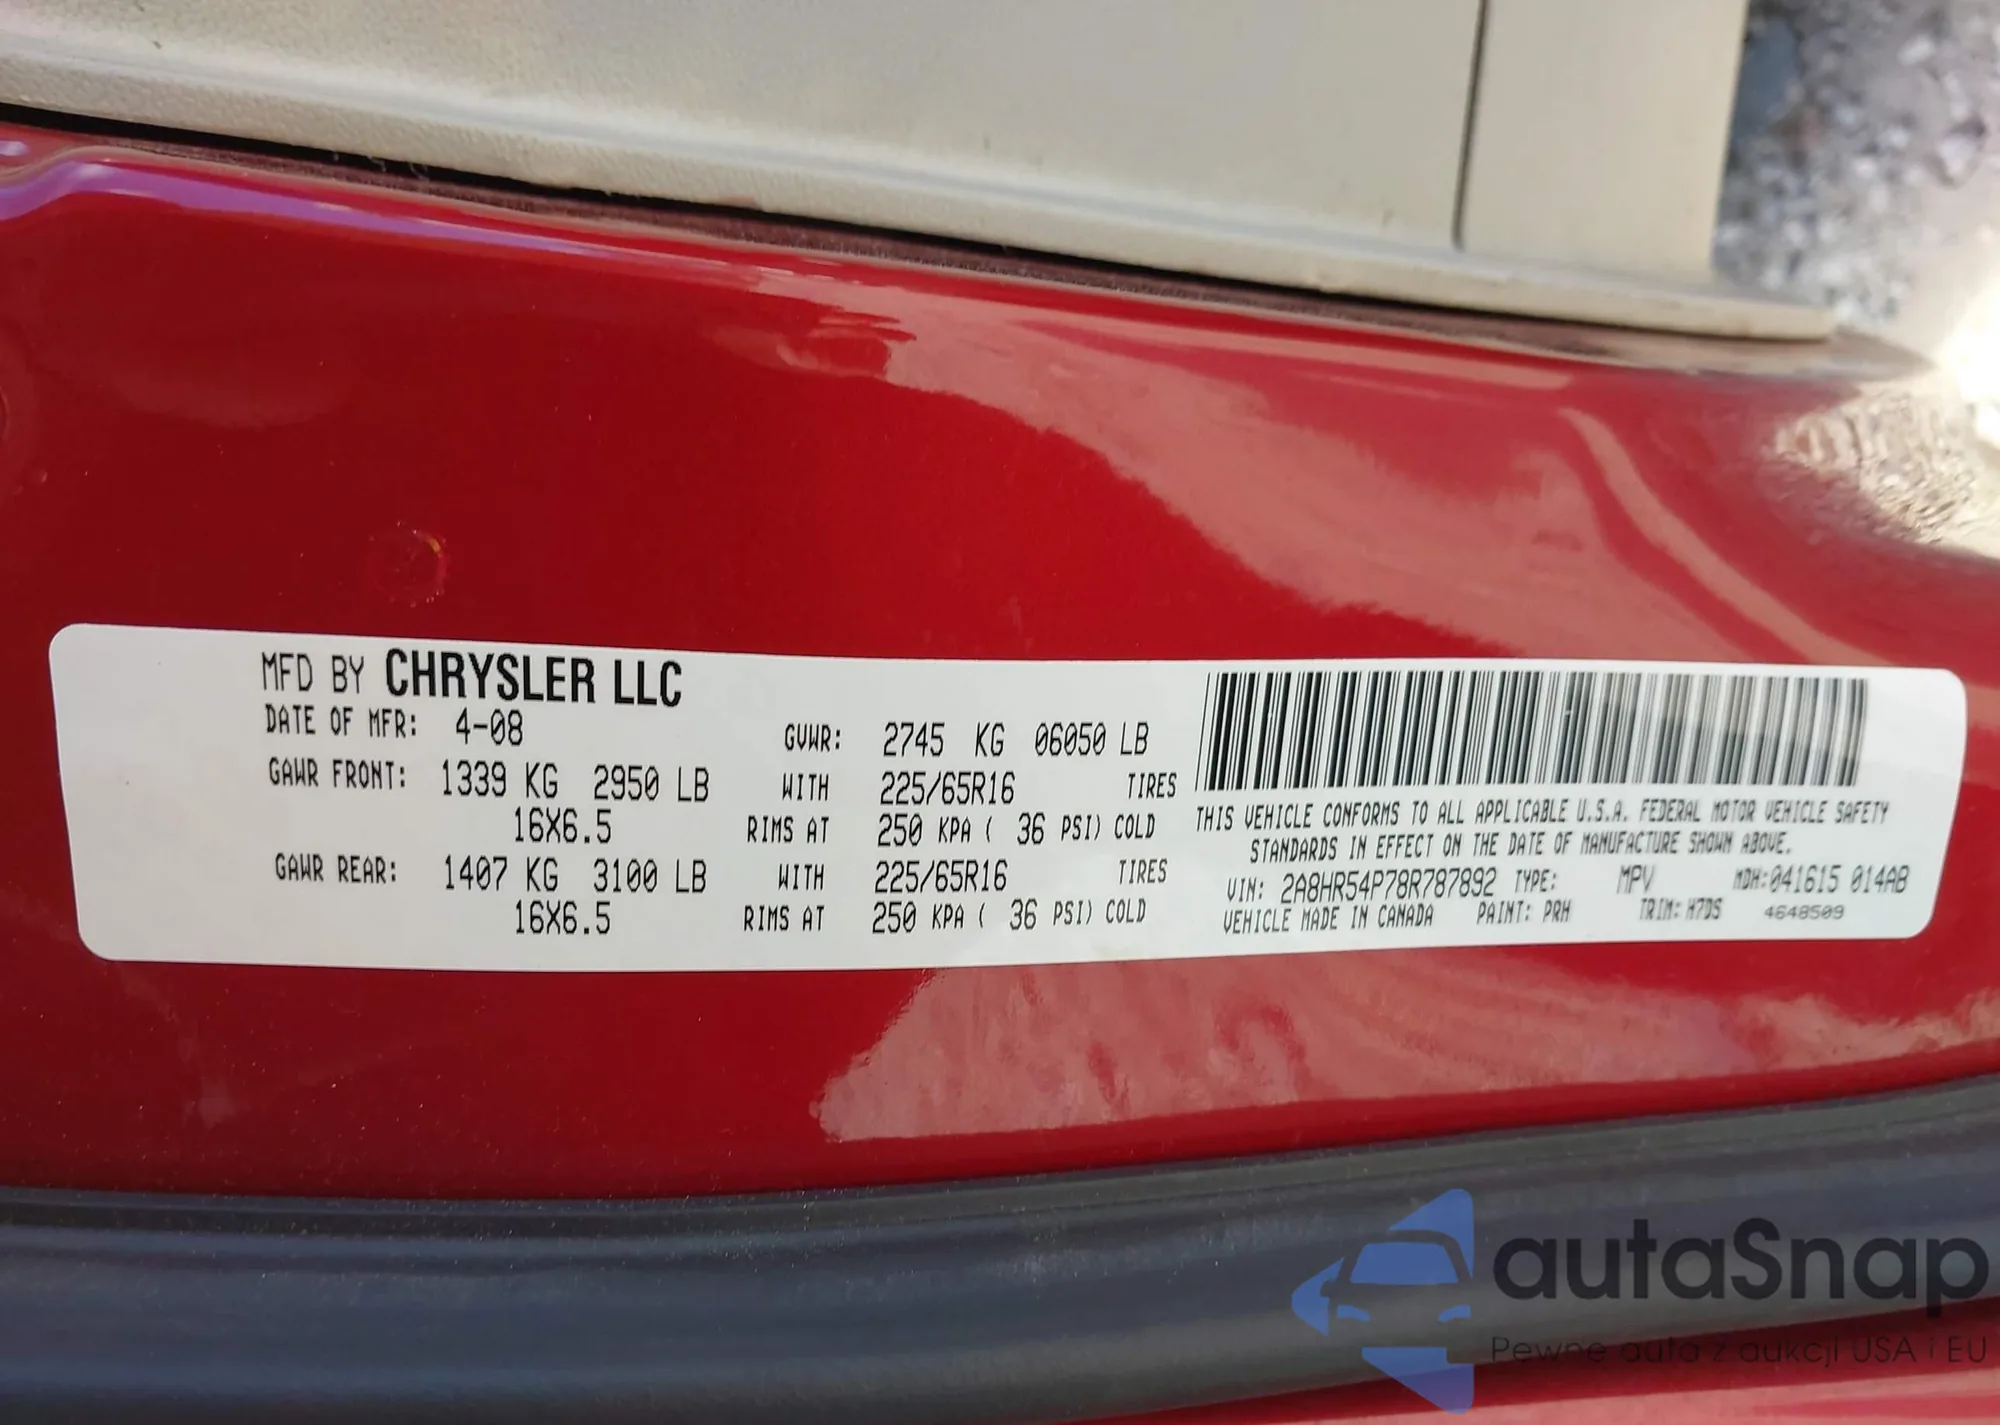 MFD BY CHRYSLER LLC
DATE OF MFR: 4-08 GVWR: 2745 KG 06050 LB
GAWR FRONT: 1339 KG 2950 LB WITH 225/65R16 TIRES
16X6.5 RIMS AT 250 KPA ( 36 PSI) COLD
GAWR REAR: 1407 KG 3100 LB WITH 225/65R16 TIRES
16X6.5 RIMS AT 250 KPA ( 36 PSI) COLD
THIS VEHICLE CONFORMS TO ALL APPLICABLE U.S.A. FEDERAL MOTOR VEHICLE SAFETY
STANDARDS IN EFFECT ON THE DATE OF MANUFACTURE SHOWN ABOVE.
VIN: 2A8HR54P78R787892 TYPE: MPV MDH:041615 014AB
VEHICLE MADE IN CANADA PAINT: PRH TRIM: H7DS 4648509
autaSnap
Pewne auta z aukcji USA i EU